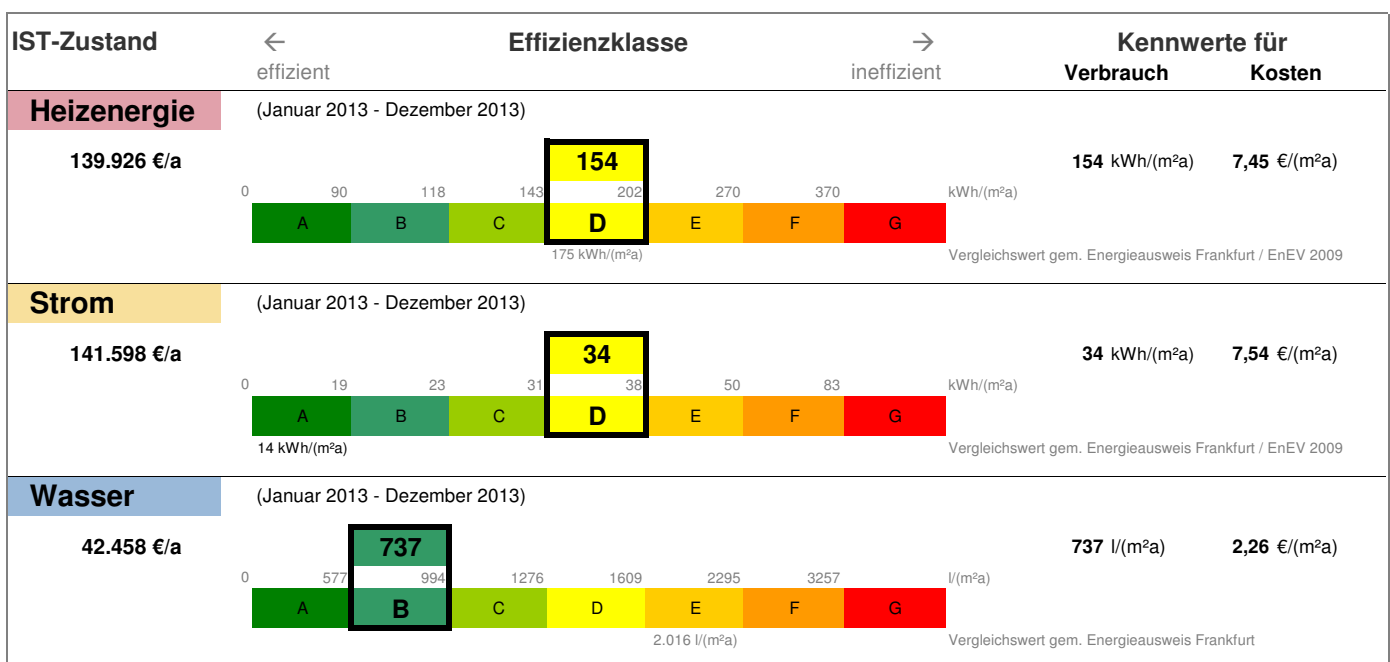 IST-Zustand ← Effizienzklasse → Kennwerte für
effizient ineffizient Verbrauch Kosten
Heizenergie (Januar 2013 - Dezember 2013)
139.926 €/a 154 154 kWh/(m²a) 7,45 €/(m²a)
0 90 118 143 202 270 370 kWh/(m²a)
A B C D E F G
175 kWh/(m²a) Vergleichswert gem. Energieausweis Frankfurt / EnEV 2009
Strom (Januar 2013 - Dezember 2013)
141.598 €/a 34 34 kWh/(m²a) 7,54 €/(m²a)
0 19 23 31 38 50 83 kWh/(m²a)
A B C D E F G
14 kWh/(m²a) Vergleichswert gem. Energieausweis Frankfurt / EnEV 2009
Wasser (Januar 2013 - Dezember 2013)
42.458 €/a 737 737 l/(m²a) 2,26 €/(m²a)
0 577 994 1276 1609 2295 3257 l/(m²a)
A B C D E F G
2.016 l/(m²a) Vergleichswert gem. Energieausweis Frankfurt